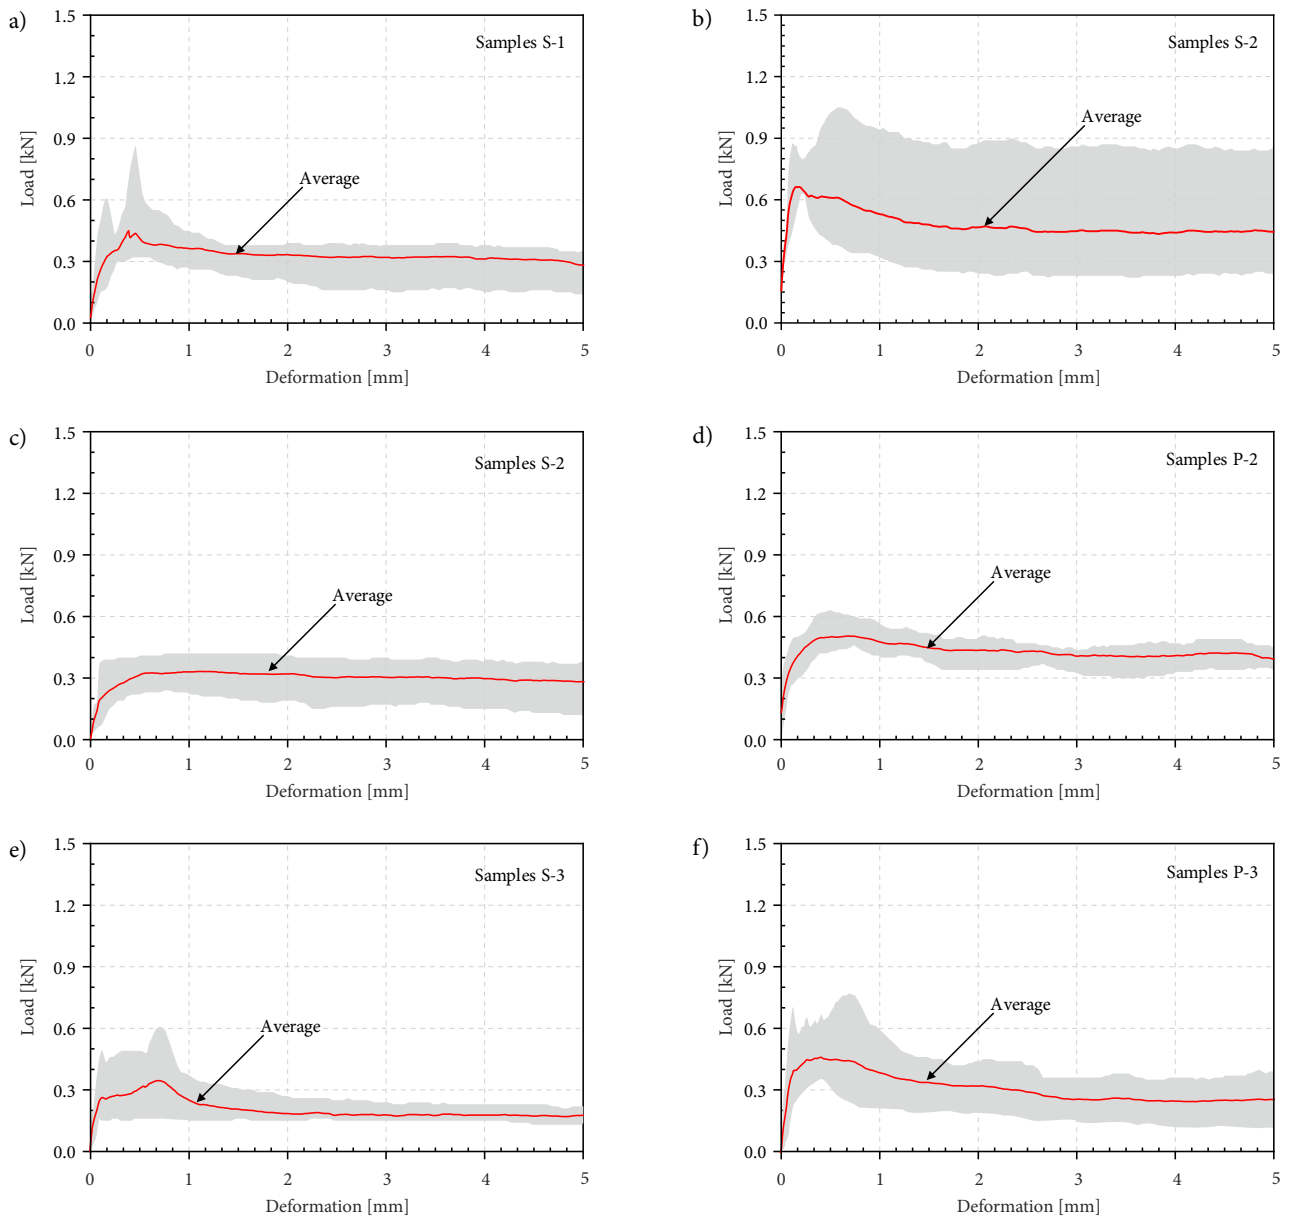 a)
1.5
1.2
0.9
0.6
0.3
0.0
Load [kN]
Samples S-1
Average
0 1 2 3 4 5
Deformation [mm]
b)
1.5
1.2
0.9
0.6
0.3
0.0
Load [kN]
Samples S-2
Average
0 1 2 3 4 5
Deformation [mm]
c)
1.5
1.2
0.9
0.6
0.3
0.0
Load [kN]
Samples S-2
Average
0 1 2 3 4 5
Deformation [mm]
d)
1.5
1.2
0.9
0.6
0.3
0.0
Load [kN]
Samples P-2
Average
0 1 2 3 4 5
Deformation [mm]
e)
1.5
1.2
0.9
0.6
0.3
0.0
Load [kN]
Samples S-3
Average
0 1 2 3 4 5
Deformation [mm]
f)
1.5
1.2
0.9
0.6
0.3
0.0
Load [kN]
Samples P-3
Average
0 1 2 3 4 5
Deformation [mm]